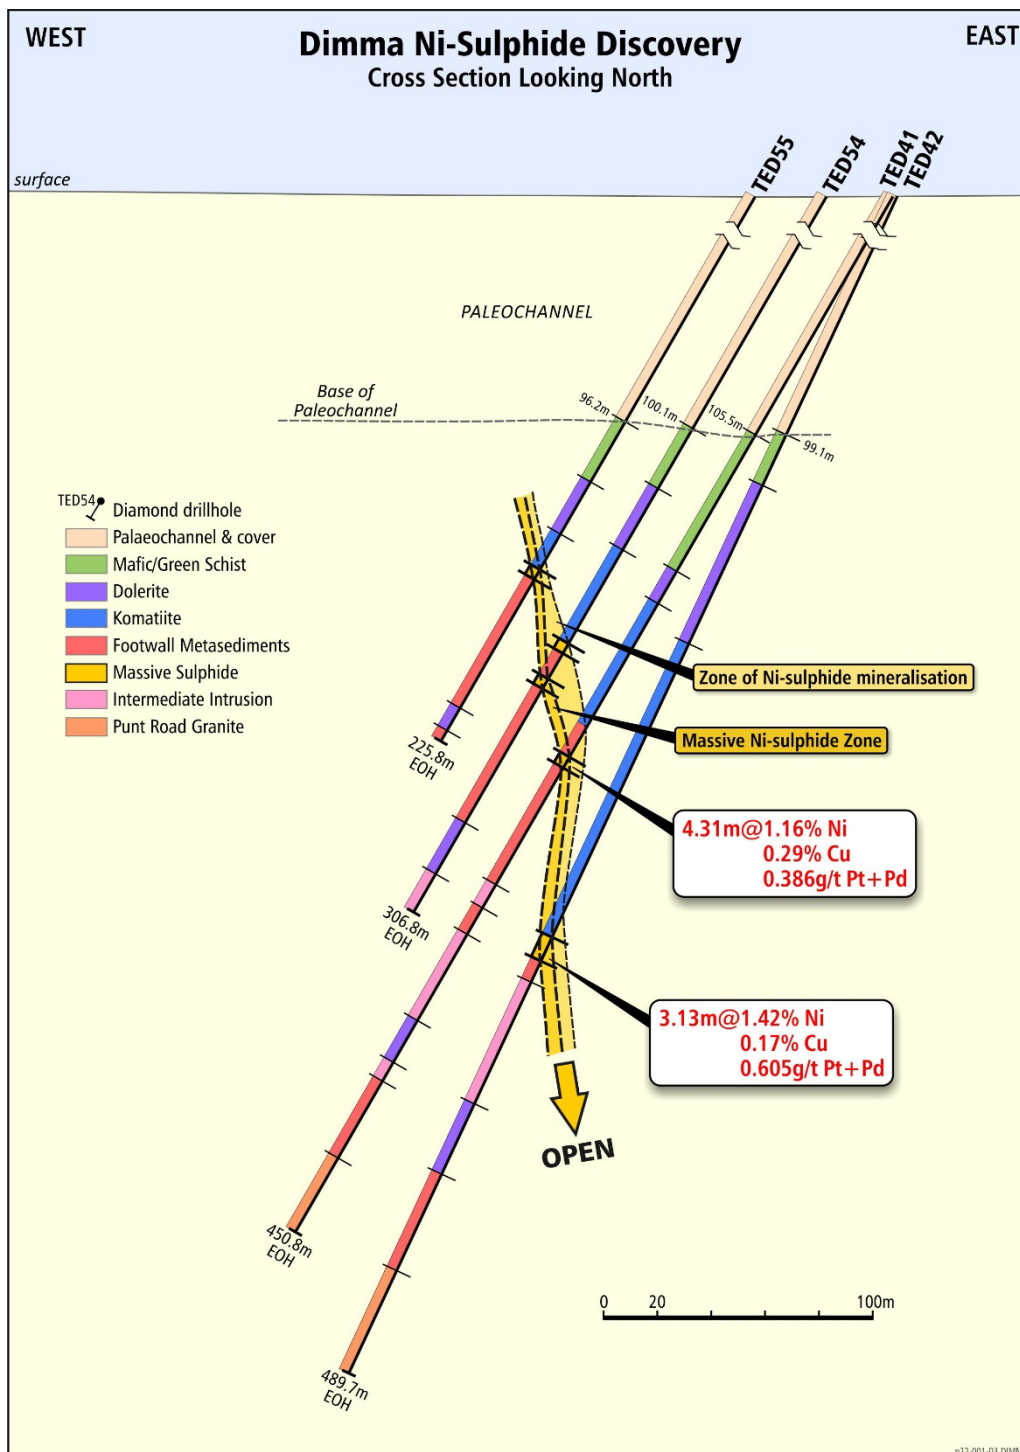 WEST
Dimma Ni-Sulphide Discovery
Cross Section Looking North
EAST
TED55
TED54
TED41
TED42
surface
PALEOCHANNEL
Base of
Paleochannel
96.2m
100.1m
105.5m
99.1m
TED54
Diamond drillhole
Palaeochannel & cover
Mafic/Green Schist
Dolerite
Komatiite
Footwall Metasediments
Massive Sulphide
Intermediate Intrusion
Punt Road Granite
Zone of Ni-sulphide mineralisation
Massive Ni-sulphide Zone
225.8m
EOH
4.31m@1.16% Ni
0.29% Cu
0.386g/t Pt+Pd
306.8m
EOH
3.13m@1.42% Ni
0.17% Cu
0.605g/t Pt+Pd
OPEN
450.8m
EOH
0 20 100m
489.7m
EOH